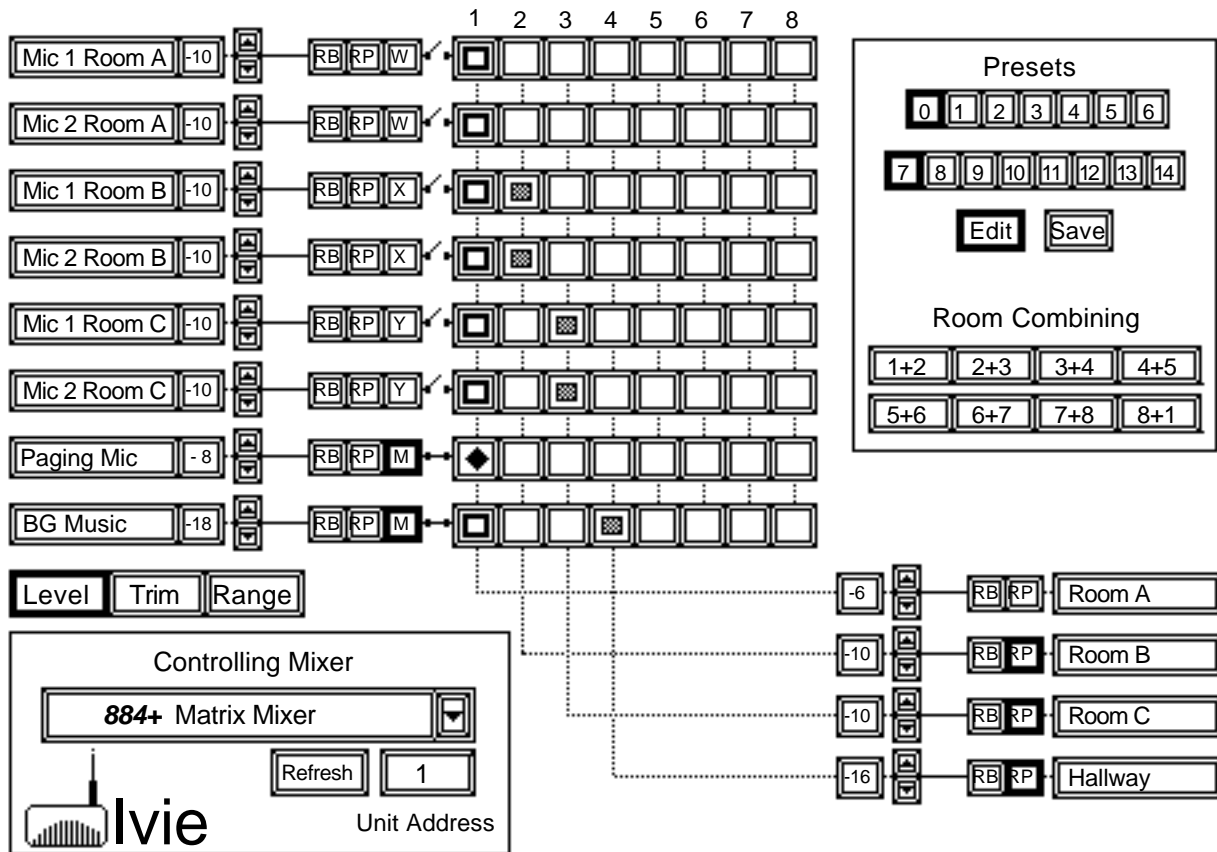 1 2 3 4 5 6 7 8
Mic 1 Room A -10 RB RP W
Mic 2 Room A -10 RB RP W
Mic 1 Room B -10 RB RP X
Mic 2 Room B -10 RB RP X
Mic 1 Room C -10 RB RP Y
Mic 2 Room C -10 RB RP Y
Paging Mic - 8 RB RP M
BG Music -18 RB RP M
Presets
0 1 2 3 4 5 6
7 8 9 10 11 12 13 14
Edit Save
Room Combining
1+2 2+3 3+4 4+5
5+6 6+7 7+8 8+1
Level Trim Range
-6 RB RP Room A
-10 RB RP Room B
-10 RB RP Room C
-16 RB RP Hallway
Controlling Mixer
884+ Matrix Mixer
Refresh 1
Ivie Unit Address